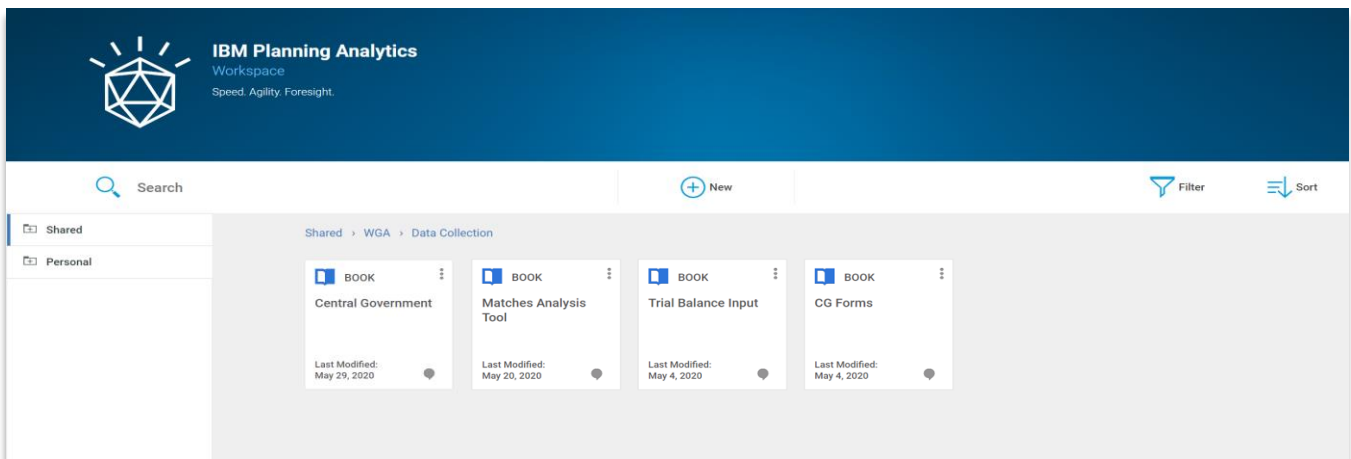 IBM Planning Analytics
Workspace
Speed. Agility. Foresight.
Search
New
Filter
Sort
Shared
Personal
Shared › WGA › Data Collection
BOOK
Central Government
Last Modified:
May 29, 2020
BOOK
Matches Analysis
Tool
Last Modified:
May 20, 2020
BOOK
Trial Balance Input
Last Modified:
May 4, 2020
BOOK
CG Forms
Last Modified:
May 4, 2020